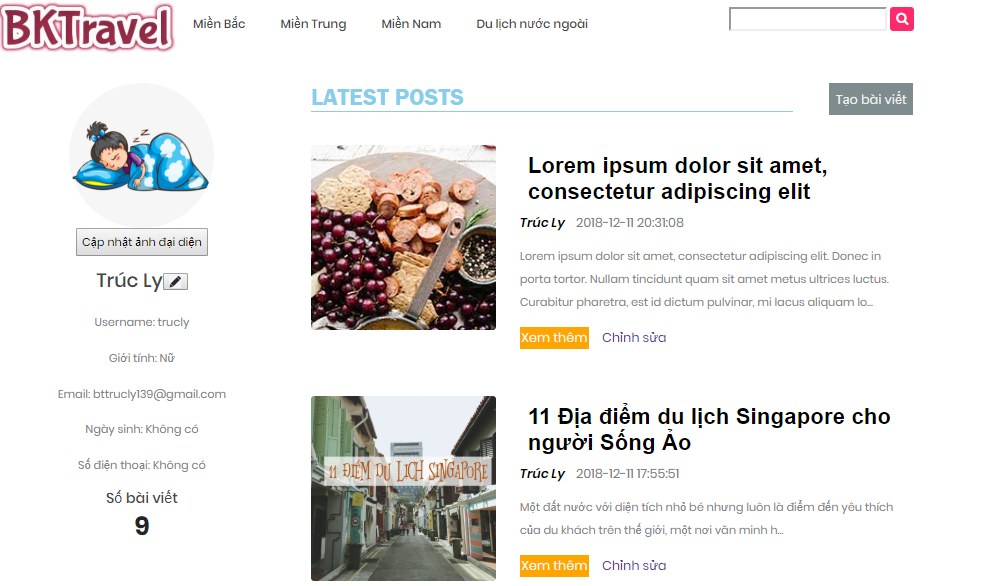 BKTravel
Miền Bắc
Miền Trung
Miền Nam
Du lịch nước ngoài
Cập nhật ảnh đại diện
Trúc Ly
Username: trucly
Giới tính: Nữ
Email: bttrucly139@gmail.com
Ngày sinh: Không có
Số điện thoại: Không có
Số bài viết
9
LATEST POSTS
Tạo bài viết
Lorem ipsum dolor sit amet,
consectetur adipiscing elit
Trúc Ly 2018-12-11 20:31:08
Lorem ipsum dolor sit amet, consectetur adipiscing elit. Donec in
porta tortor. Nullam tincidunt quam sit amet metus ultrices luctus.
Curabitur pharetra, est id dictum pulvinar, mi lacus aliquam lo...
Xem thêm Chỉnh sửa
11 ĐIỂM DU LỊCH SINGAPORE
11 Địa điểm du lịch Singapore cho
người Sống Ảo
Trúc Ly 2018-12-11 17:55:51
Một đất nước với diện tích nhỏ bé nhưng luôn là điểm đến yêu thích
của du khách trên thế giới, một nơi văn minh h...
Xem thêm Chỉnh sửa